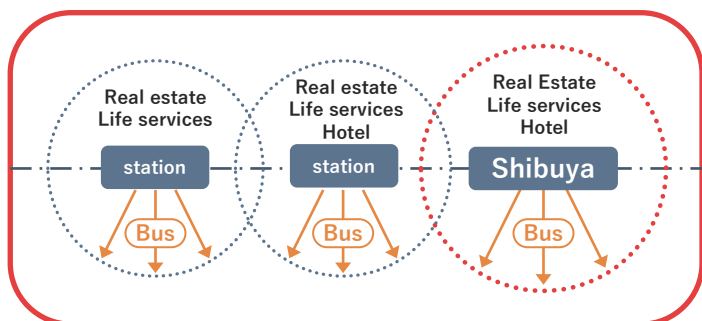 Real estate
Life services
station
Bus
Real estate
Life services
Hotel
station
Bus
Real Estate
Life services
Hotel
Shibuya
Bus